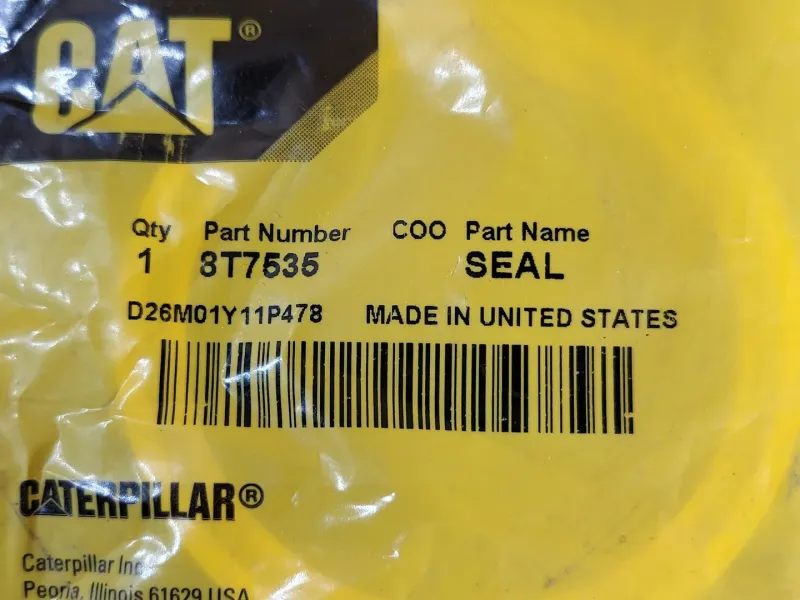 CAT®
Qty Part Number COO Part Name
1 8T7535 SEAL
D26M01Y11P478 MADE IN UNITED STATES
CATERPILLAR®
Caterpillar Inc
Peoria, Illinois 61629 USA